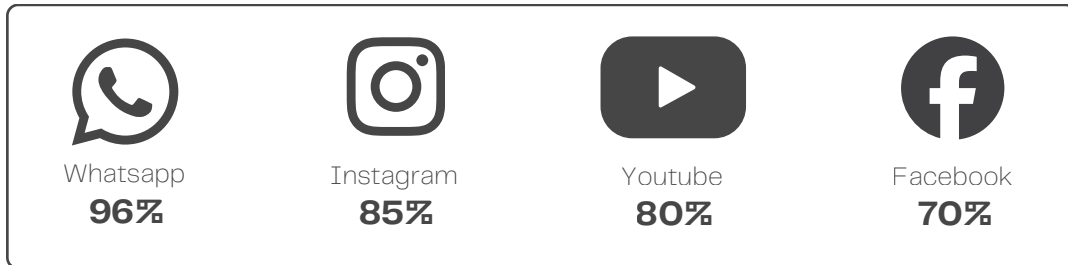 Whatsapp
96%
Instagram
85%
Youtube
80%
Facebook
70%